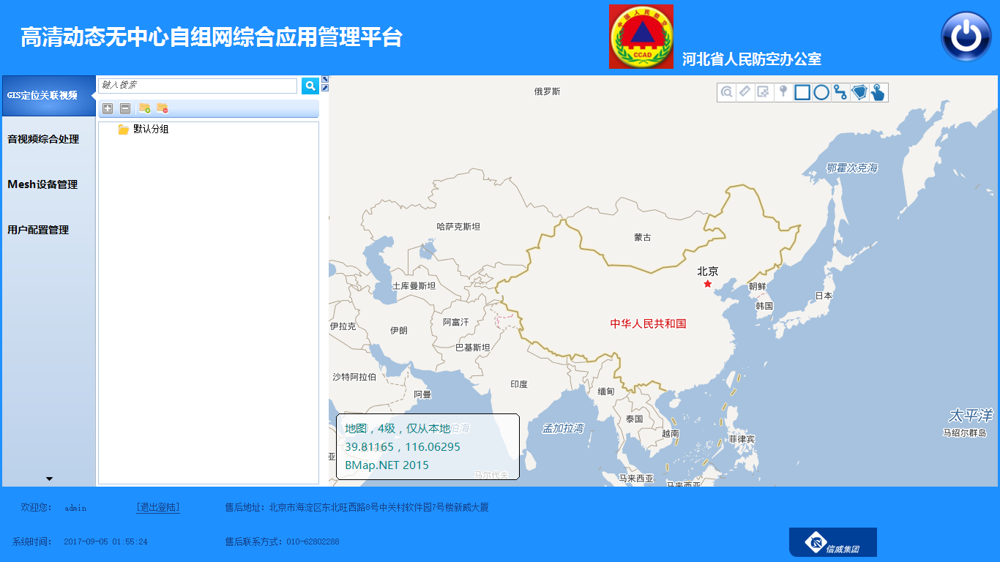 高清动态无中心自组网综合应用管理平台
中国人民防空
CCAD
河北省人民防空办公室
GIS定位关联视频
音视频综合处理
Mesh设备管理
用户配置管理
键入搜索
默认分组
俄罗斯
鄂霍次克海
哈萨克斯坦
蒙古
北京
土库曼斯坦
朝鲜
日本
韩国
中华人民共和国
阿富汗
伊拉克
伊朗
巴基斯坦
沙特阿拉伯
印度
缅甸
阿曼
太平洋
泰国
孟加拉湾
越南
马绍尔群岛
菲律宾
伯海
地图，4级，仅从本地
39.81165，116.06295
BMap.NET 2015
亚
马尔代夫
马来西亚
马来西亚
欢迎您： admin
[退出登陆]
售后地址：北京市海淀区东北旺西路8号中关村软件园7号楼新威大厦
系统时间： 2017-09-05 01:55:24
售后联系方式：010-62802288
信威集团